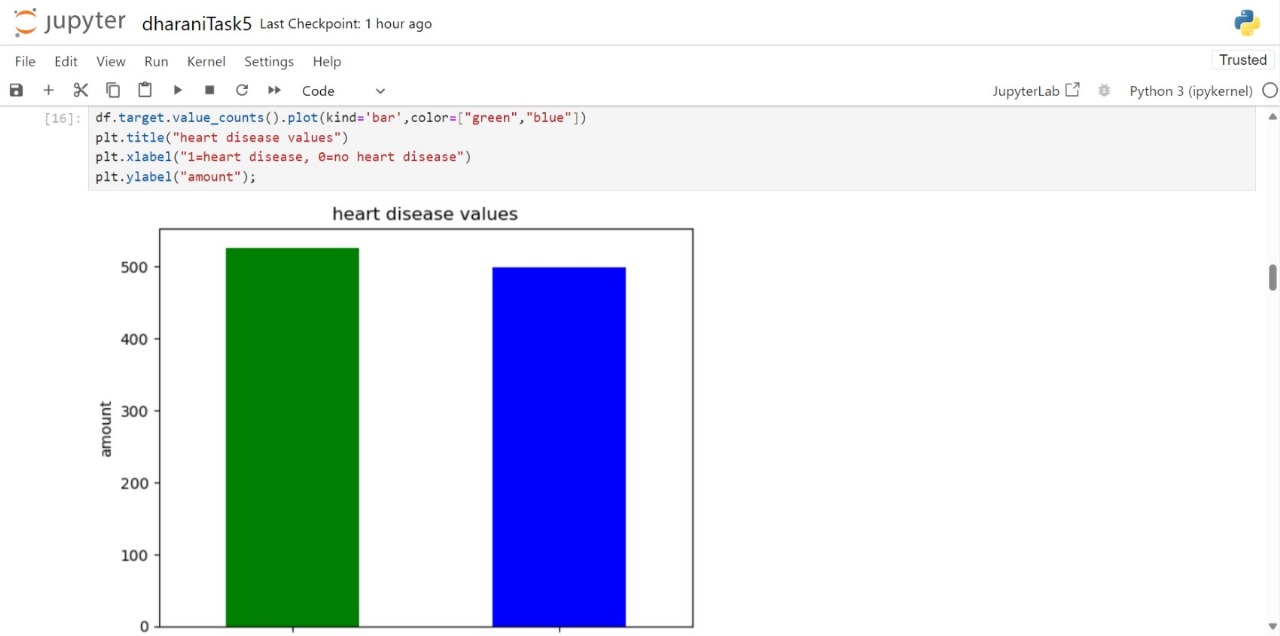 jupyter dharaniTask5 Last Checkpoint: 1 hour ago
File Edit View Run Kernel Settings Help
Trusted
Code
JupyterLab
Python 3 (ipykernel)
[16]: df.target.value_counts().plot(kind='bar',color=["green","blue"])
plt.title("heart disease values")
plt.xlabel("1=heart disease, 0=no heart disease")
plt.ylabel("amount");
heart disease values
500
400
300
200
100
0
amount